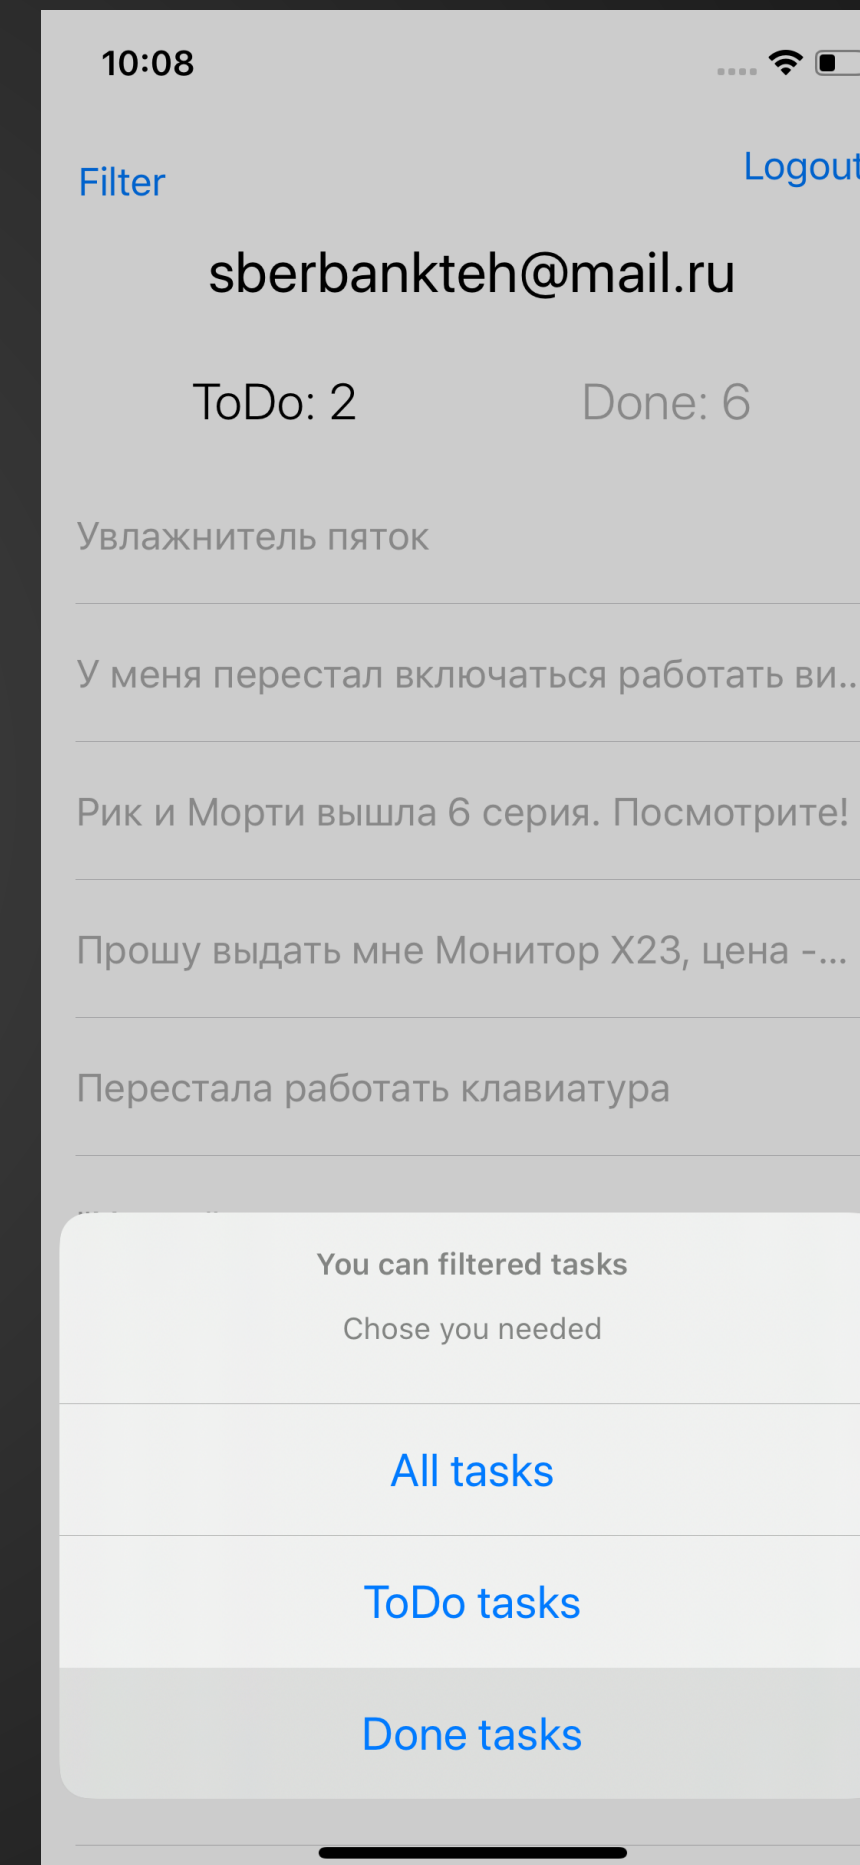 10:08
Filter
Logout
sberbankteh@mail.ru
ToDo: 2
Done: 6
Увлажнитель пяток
У меня перестал включаться работать ви...
Рик и Морти вышла 6 серия. Посмотрите!
Прошу выдать мне Монитор X23, цена -...
Перестала работать клавиатура
You can filtered tasks
Chose you needed
All tasks
ToDo tasks
Done tasks